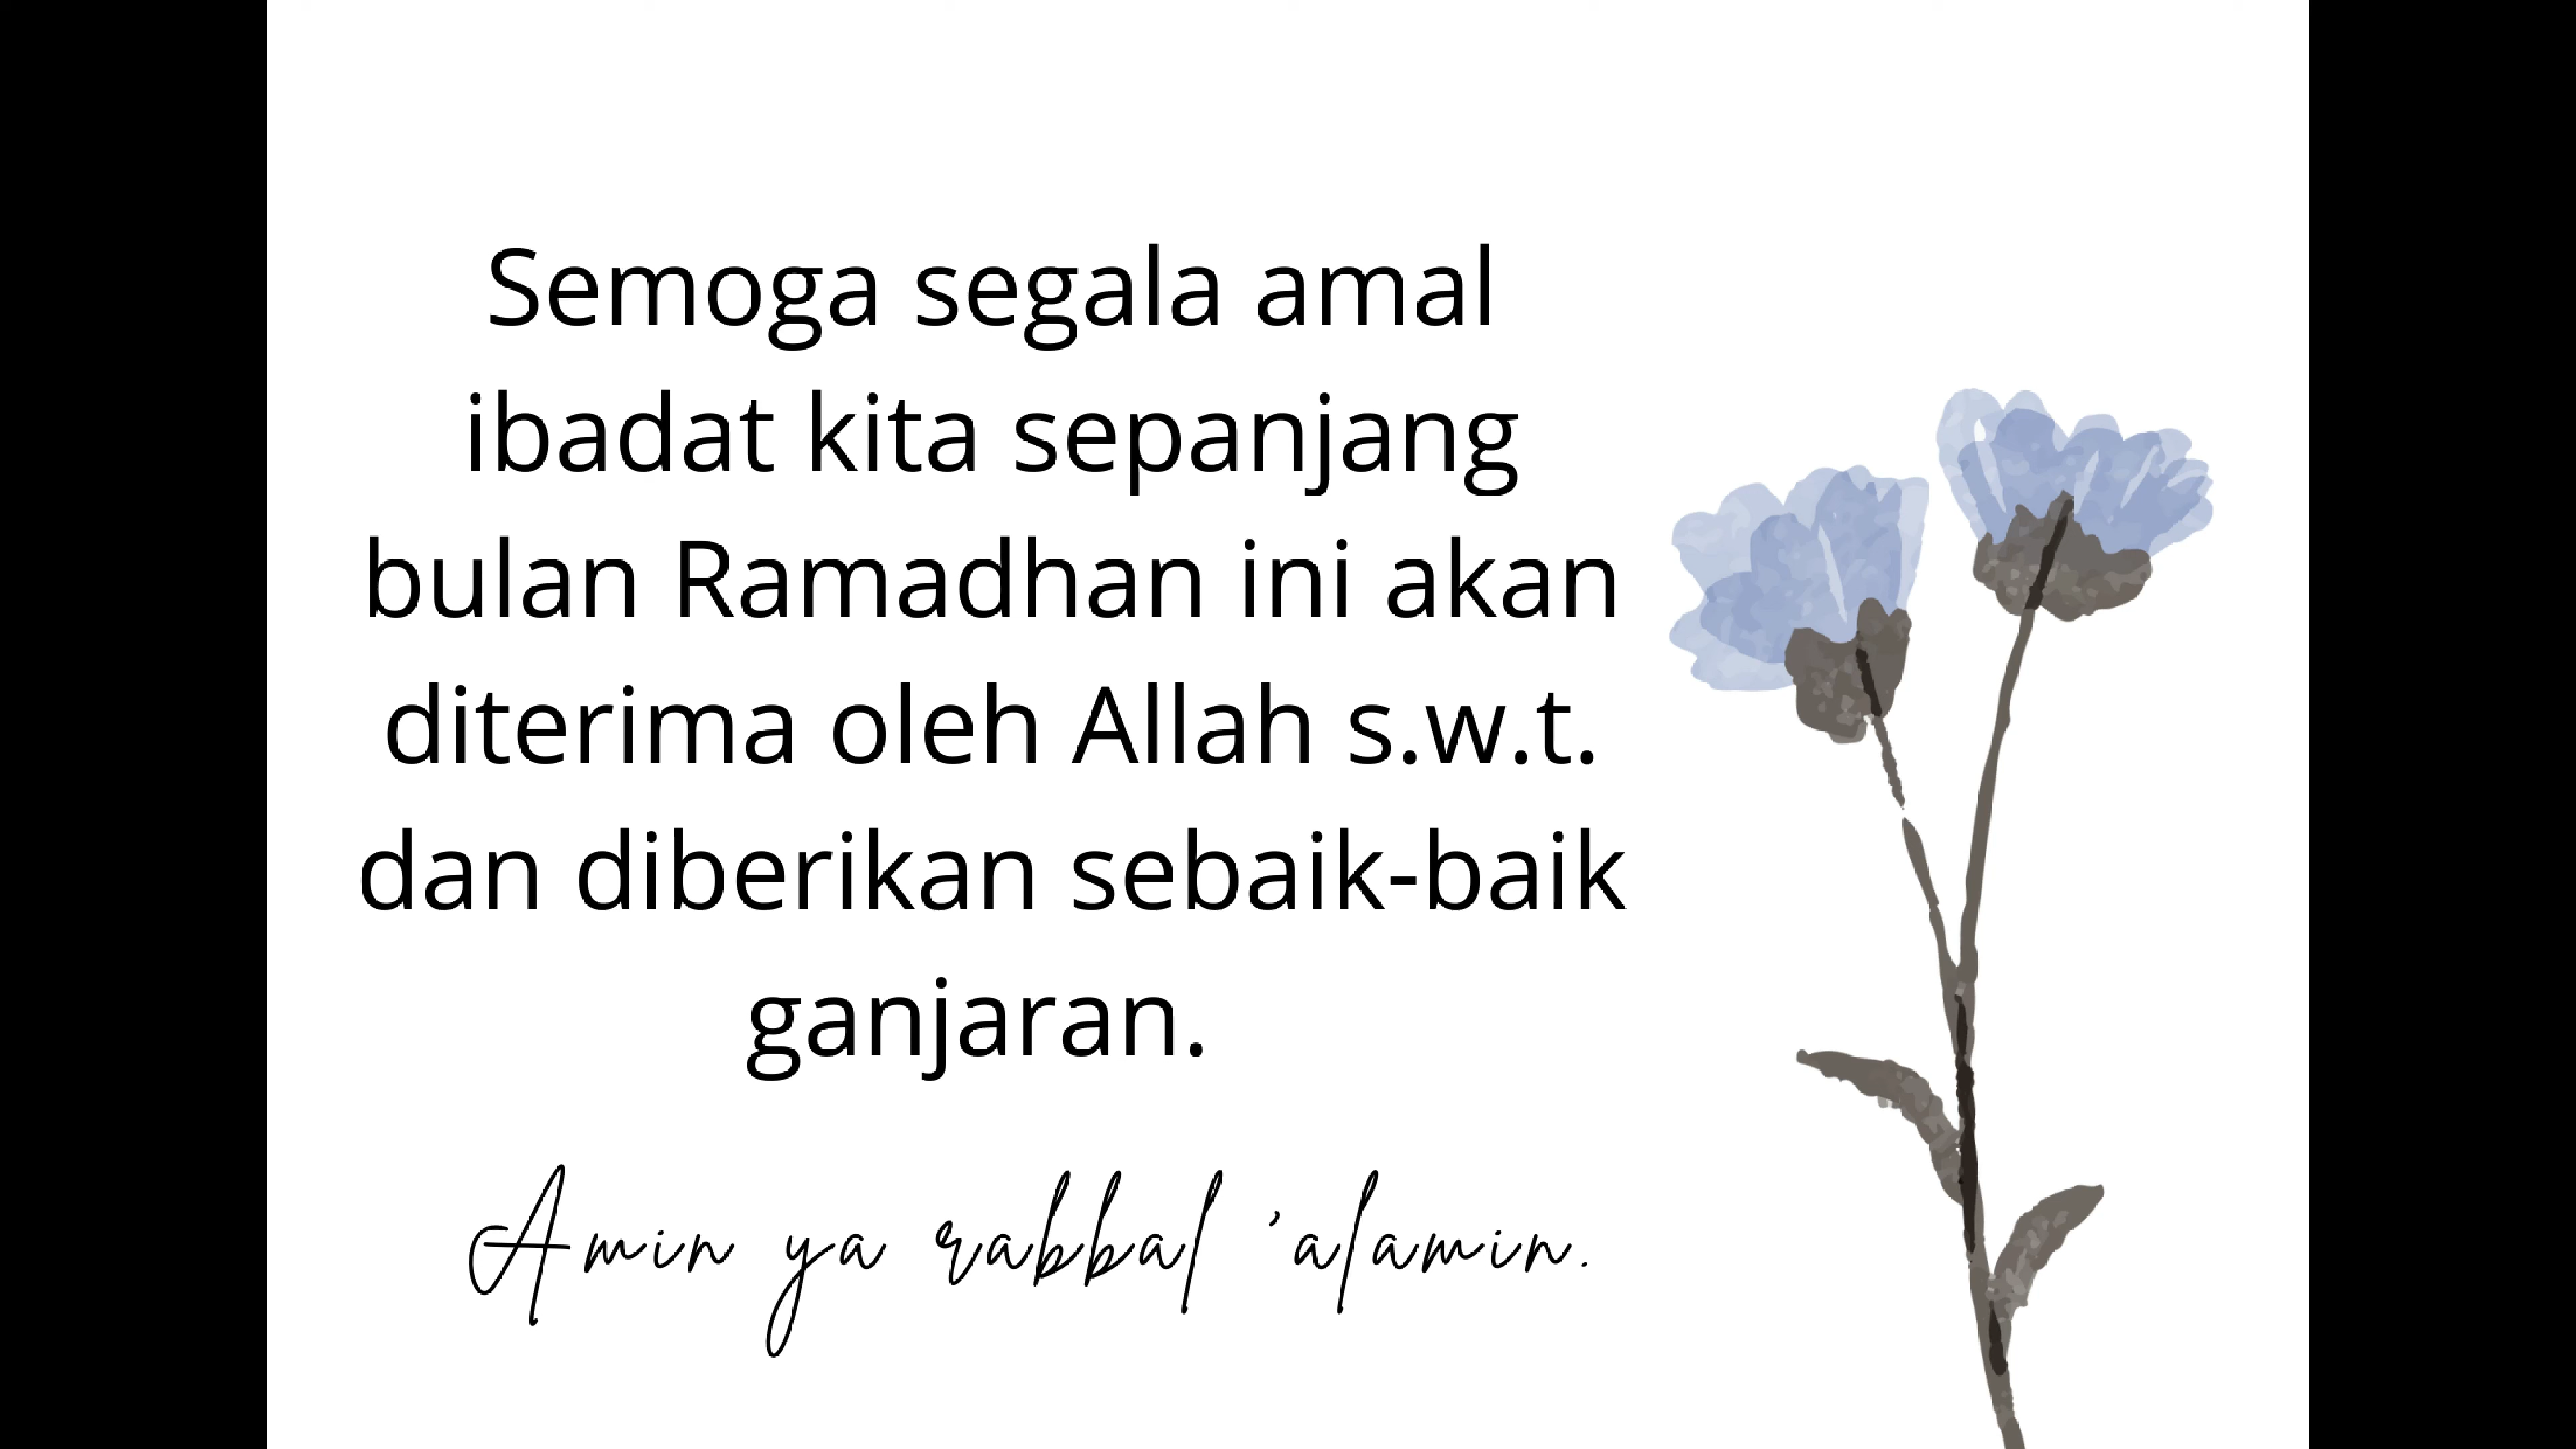 Semoga segala amal
ibadat kita sepanjang
bulan Ramadhan ini akan
diterima oleh Allah s.w.t.
dan diberikan sebaik-baik
ganjaran.
Amin ya rabbal 'alamin.